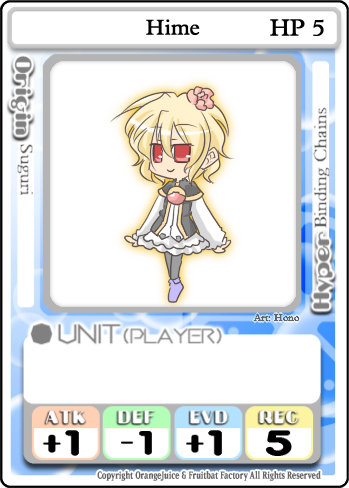 Hime HP 5
Origin Suguri
Hyper Binding Chains
Art: Hono
UNIT (PLAYER)
ATK DEF EVD REC
+1 -1 +1 5
Copyright Orangejuice & Fruitbat Factory All Rights Reserved